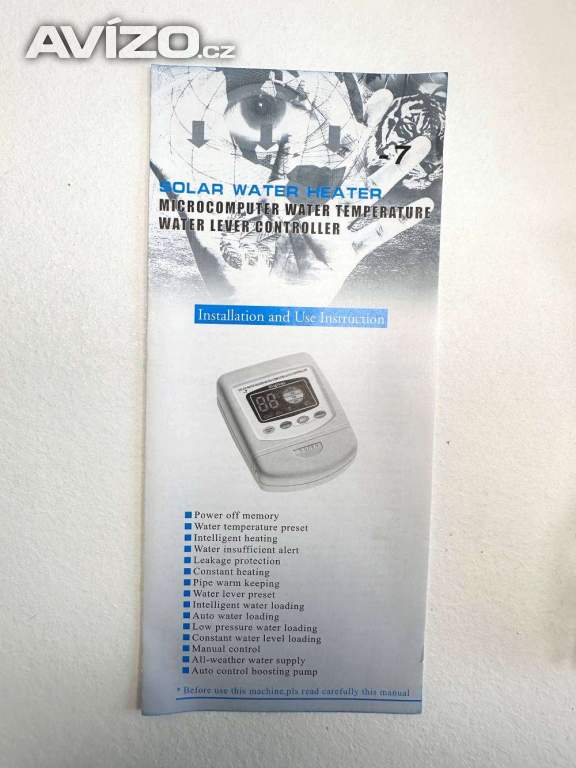 AVÍZO.cz
-7
SOLAR WATER HEATER
MICROCOMPUTER WATER TEMPERATURE
WATER LEVER CONTROLLER
Installation and Use Instruction
88
Power off memory
Water temperature preset
Intelligent heating
Water insufficient alert
Leakage protection
Constant heating
Pipe warm keeping
Water lever preset
Intelligent water loading
Auto water loading
Low pressure water loading
Constant water level loading
Manual control
All-weather water supply
Auto control boosting pump
* Before use this machine,pls read carefully this manual